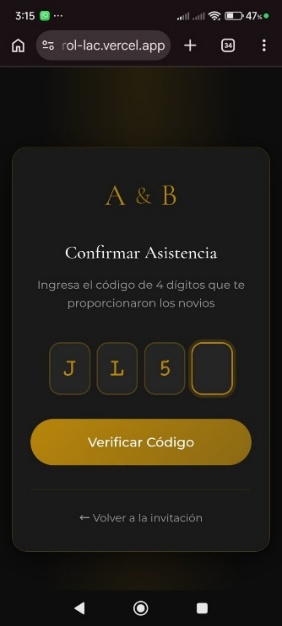 3:15
47%
rol-lac.vercel.app
34
A & B
Confirmar Asistencia
Ingresa el código de 4 dígitos que te
proporcionaron los novios
J L 5
Verificar Código
← Volver a la invitación